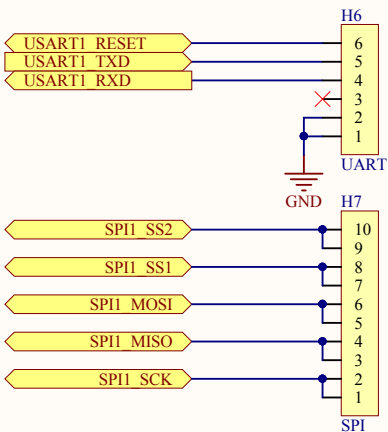 H6
USART1_RESET 6
USART1_TXD 5
USART1_RXD 4
3
2
1
UART
GND
H7
SPI1_SS2 10
9
SPI1_SS1 8
7
SPI1_MOSI 6
5
SPI1_MISO 4
3
SPI1_SCK 2
1
SPI